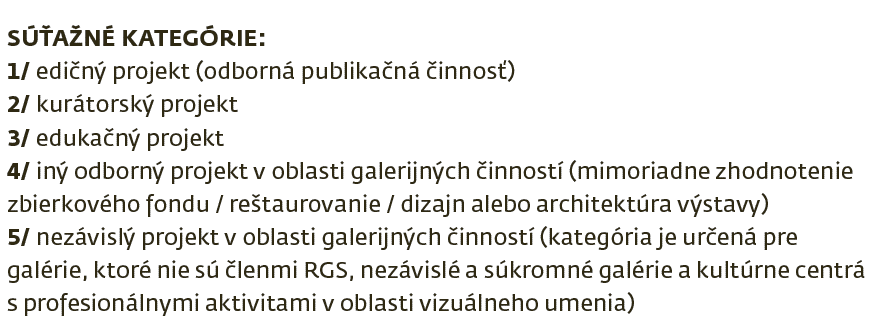 SÚŤAŽNÉ KATEGÓRIE:
1/ edičný projekt (odborná publikačná činnosť)
2/ kurátorský projekt
3/ edukačný projekt
4/ iný odborný projekt v oblasti galerijných činností (mimoriadne zhodnotenie
zbierkového fondu / reštaurovanie / dizajn alebo architektúra výstavy)
5/ nezávislý projekt v oblasti galerijných činností (kategória je určená pre
galérie, ktoré nie sú členmi RGS, nezávislé a súkromné galérie a kultúrne centrá
s profesionálnymi aktivitami v oblasti vizuálneho umenia)